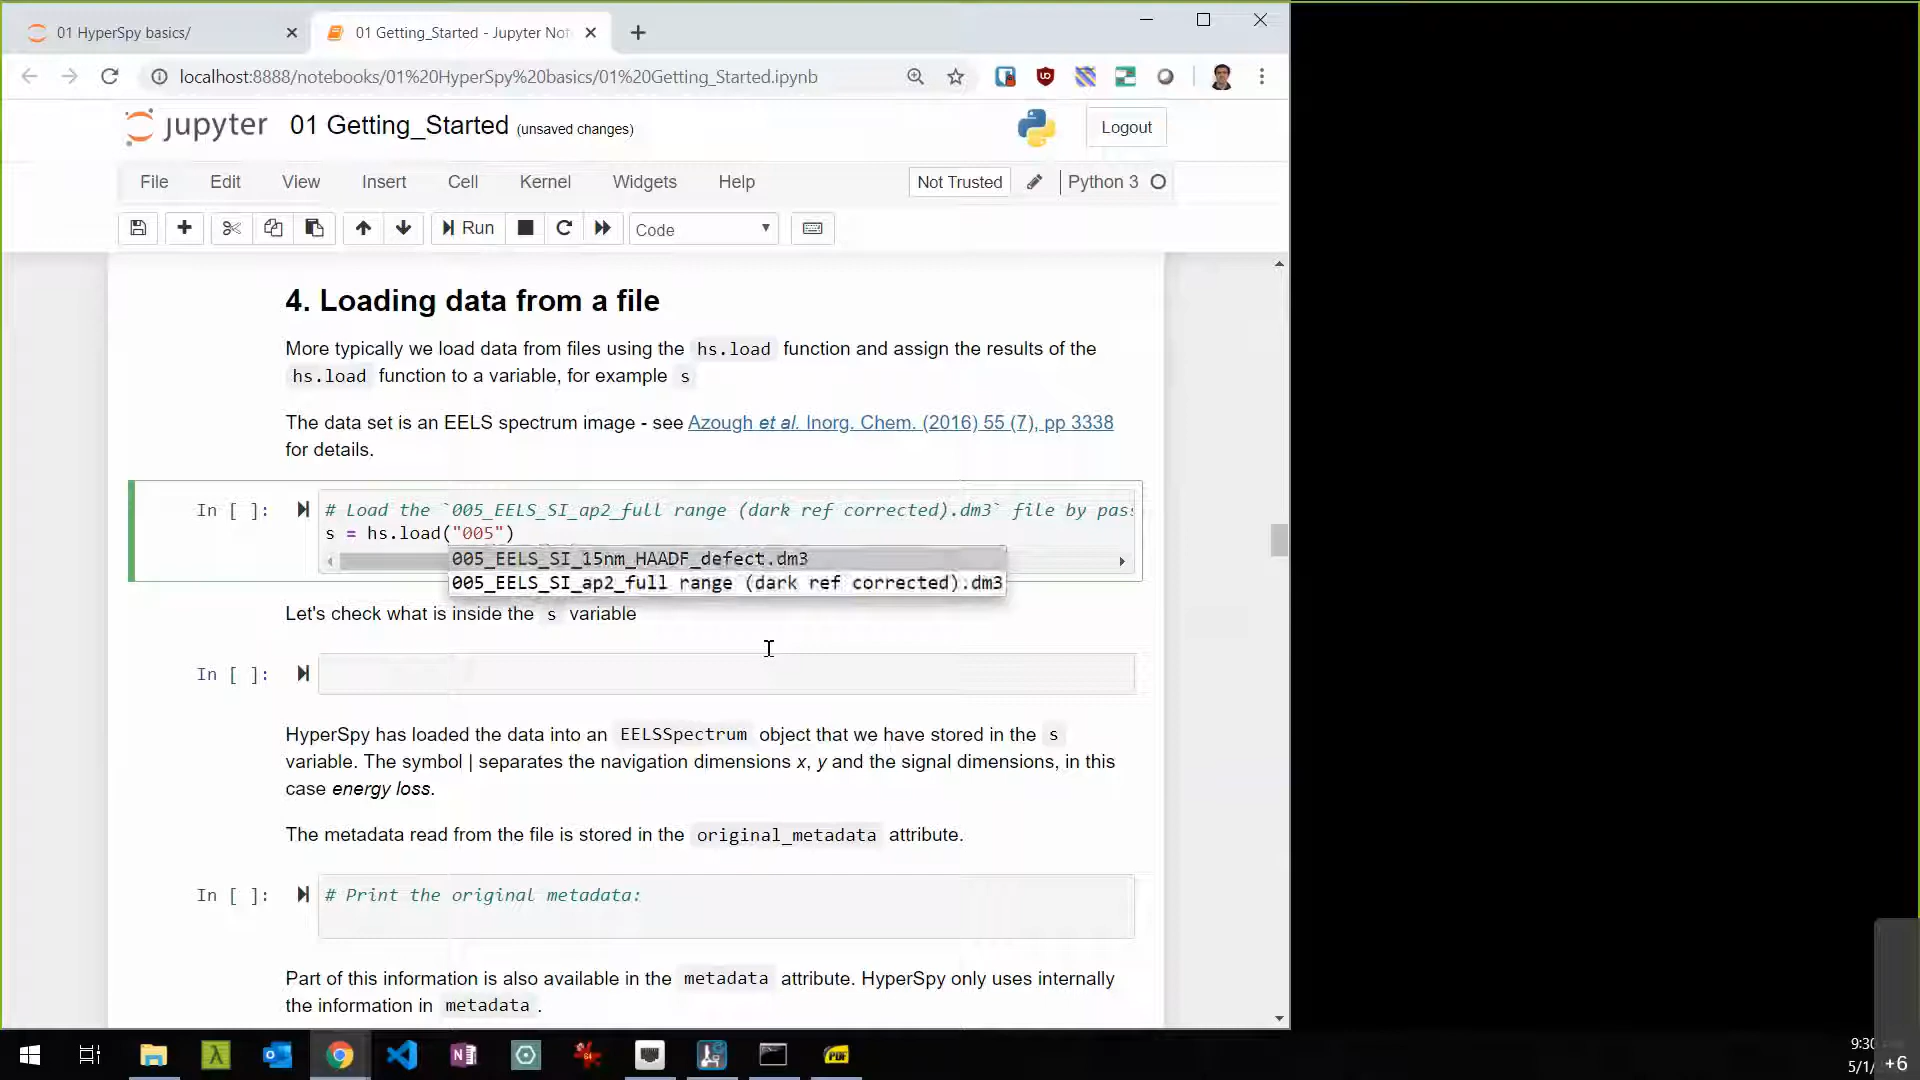 01 HyperSpy basics/
01 Getting_Started - Jupyter Not
localhost:8888/notebooks/01%20HyperSpy%20basics/01%20Getting_Started.ipynb
jupyter 01 Getting_Started (unsaved changes)
Logout
File Edit View Insert Cell Kernel Widgets Help
Not Trusted
Python 3
Run
Code
4. Loading data from a file
More typically we load data from files using the hs.load function and assign the results of the
hs.load function to a variable, for example s
The data set is an EELS spectrum image - see Azough et al. Inorg. Chem. (2016) 55 (7), pp 3338
for details.
In [ ]:
# Load the `005_EELS_SI_ap2_full range (dark ref corrected).dm3` file by pas
s = hs.load("005")
005_EELS_SI_15nm_HAADF_defect.dm3
005_EELS_SI_ap2_full range (dark ref corrected).dm3
Let's check what is inside the s variable
In [ ]:
HyperSpy has loaded the data into an EELSSpectrum object that we have stored in the s
variable. The symbol | separates the navigation dimensions x, y and the signal dimensions, in this
case energy loss.
The metadata read from the file is stored in the original_metadata attribute.
In [ ]:
# Print the original metadata:
Part of this information is also available in the metadata attribute. HyperSpy only uses internally
the information in metadata .
9:30
5/1/
+6